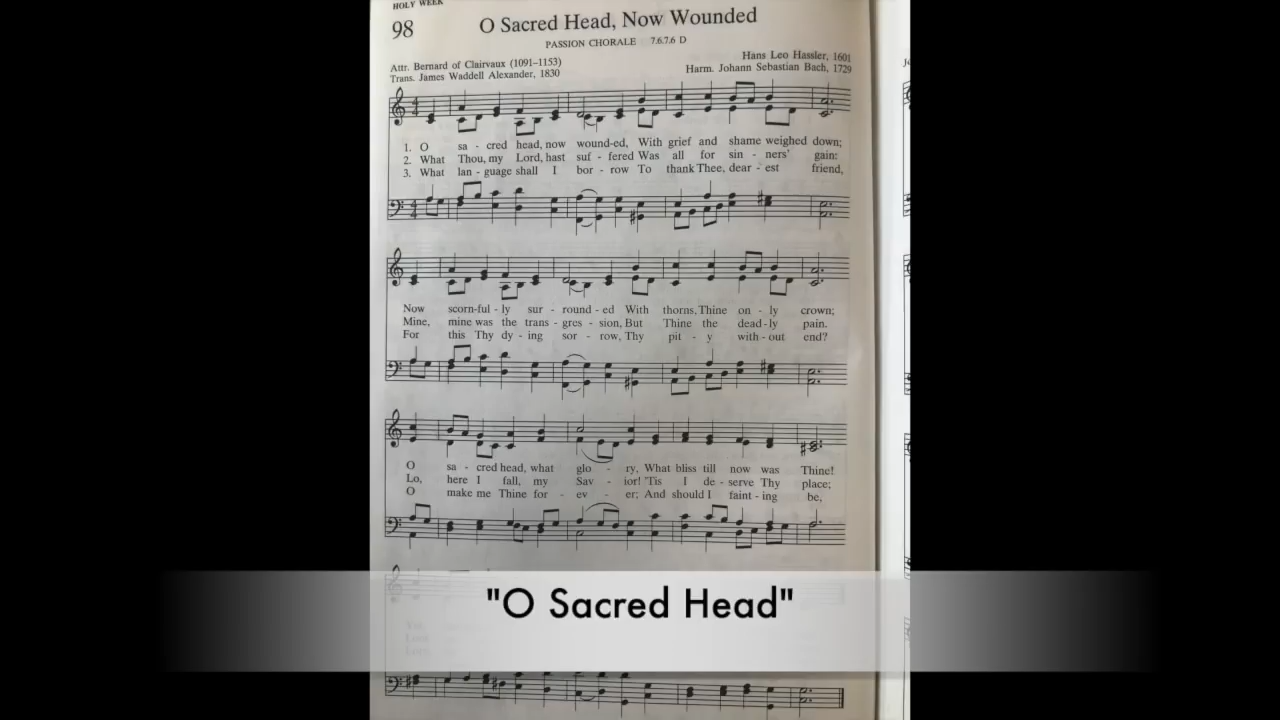 HOLY WEEK
98
O Sacred Head, Now Wounded
PASSION CHORALE 7.6.7.6 D
Attr. Bernard of Clairvaux (1091–1153)
Trans. James Waddell Alexander, 1830
Hans Leo Hassler, 1601
Harm. Johann Sebastian Bach, 1729
1. O sa - cred head, now wound-ed, With grief and shame weighed down;
2. What Thou, my Lord, hast suf - fered Was all for sin - ners' gain:
3. What lan - guage shall I bor - row To thank Thee, dear - est friend,
Now scorn-ful - ly sur - round - ed With thorns, Thine on - ly crown;
Mine, mine was the trans - gres - sion, But Thine the dead-ly pain.
For this Thy dy - ing sor - row, Thy pit - y with - out end?
O sa - cred head, what glo - ry, What bliss till now was Thine!
Lo, here I fall, my Sav - ior! 'Tis I de - serve Thy place;
O make me Thine for - ev - er; And should I faint - ing be,
"O Sacred Head"